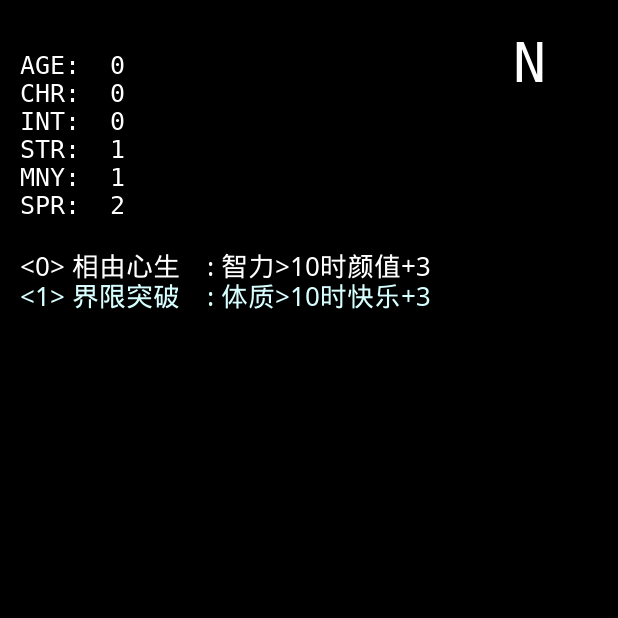 N
AGE: 0
CHR: 0
INT: 0
STR: 1
MNY: 1
SPR: 2
<0> 相由心生 : 智力>10时颜值+3
<1> 界限突破 : 体质>10时快乐+3